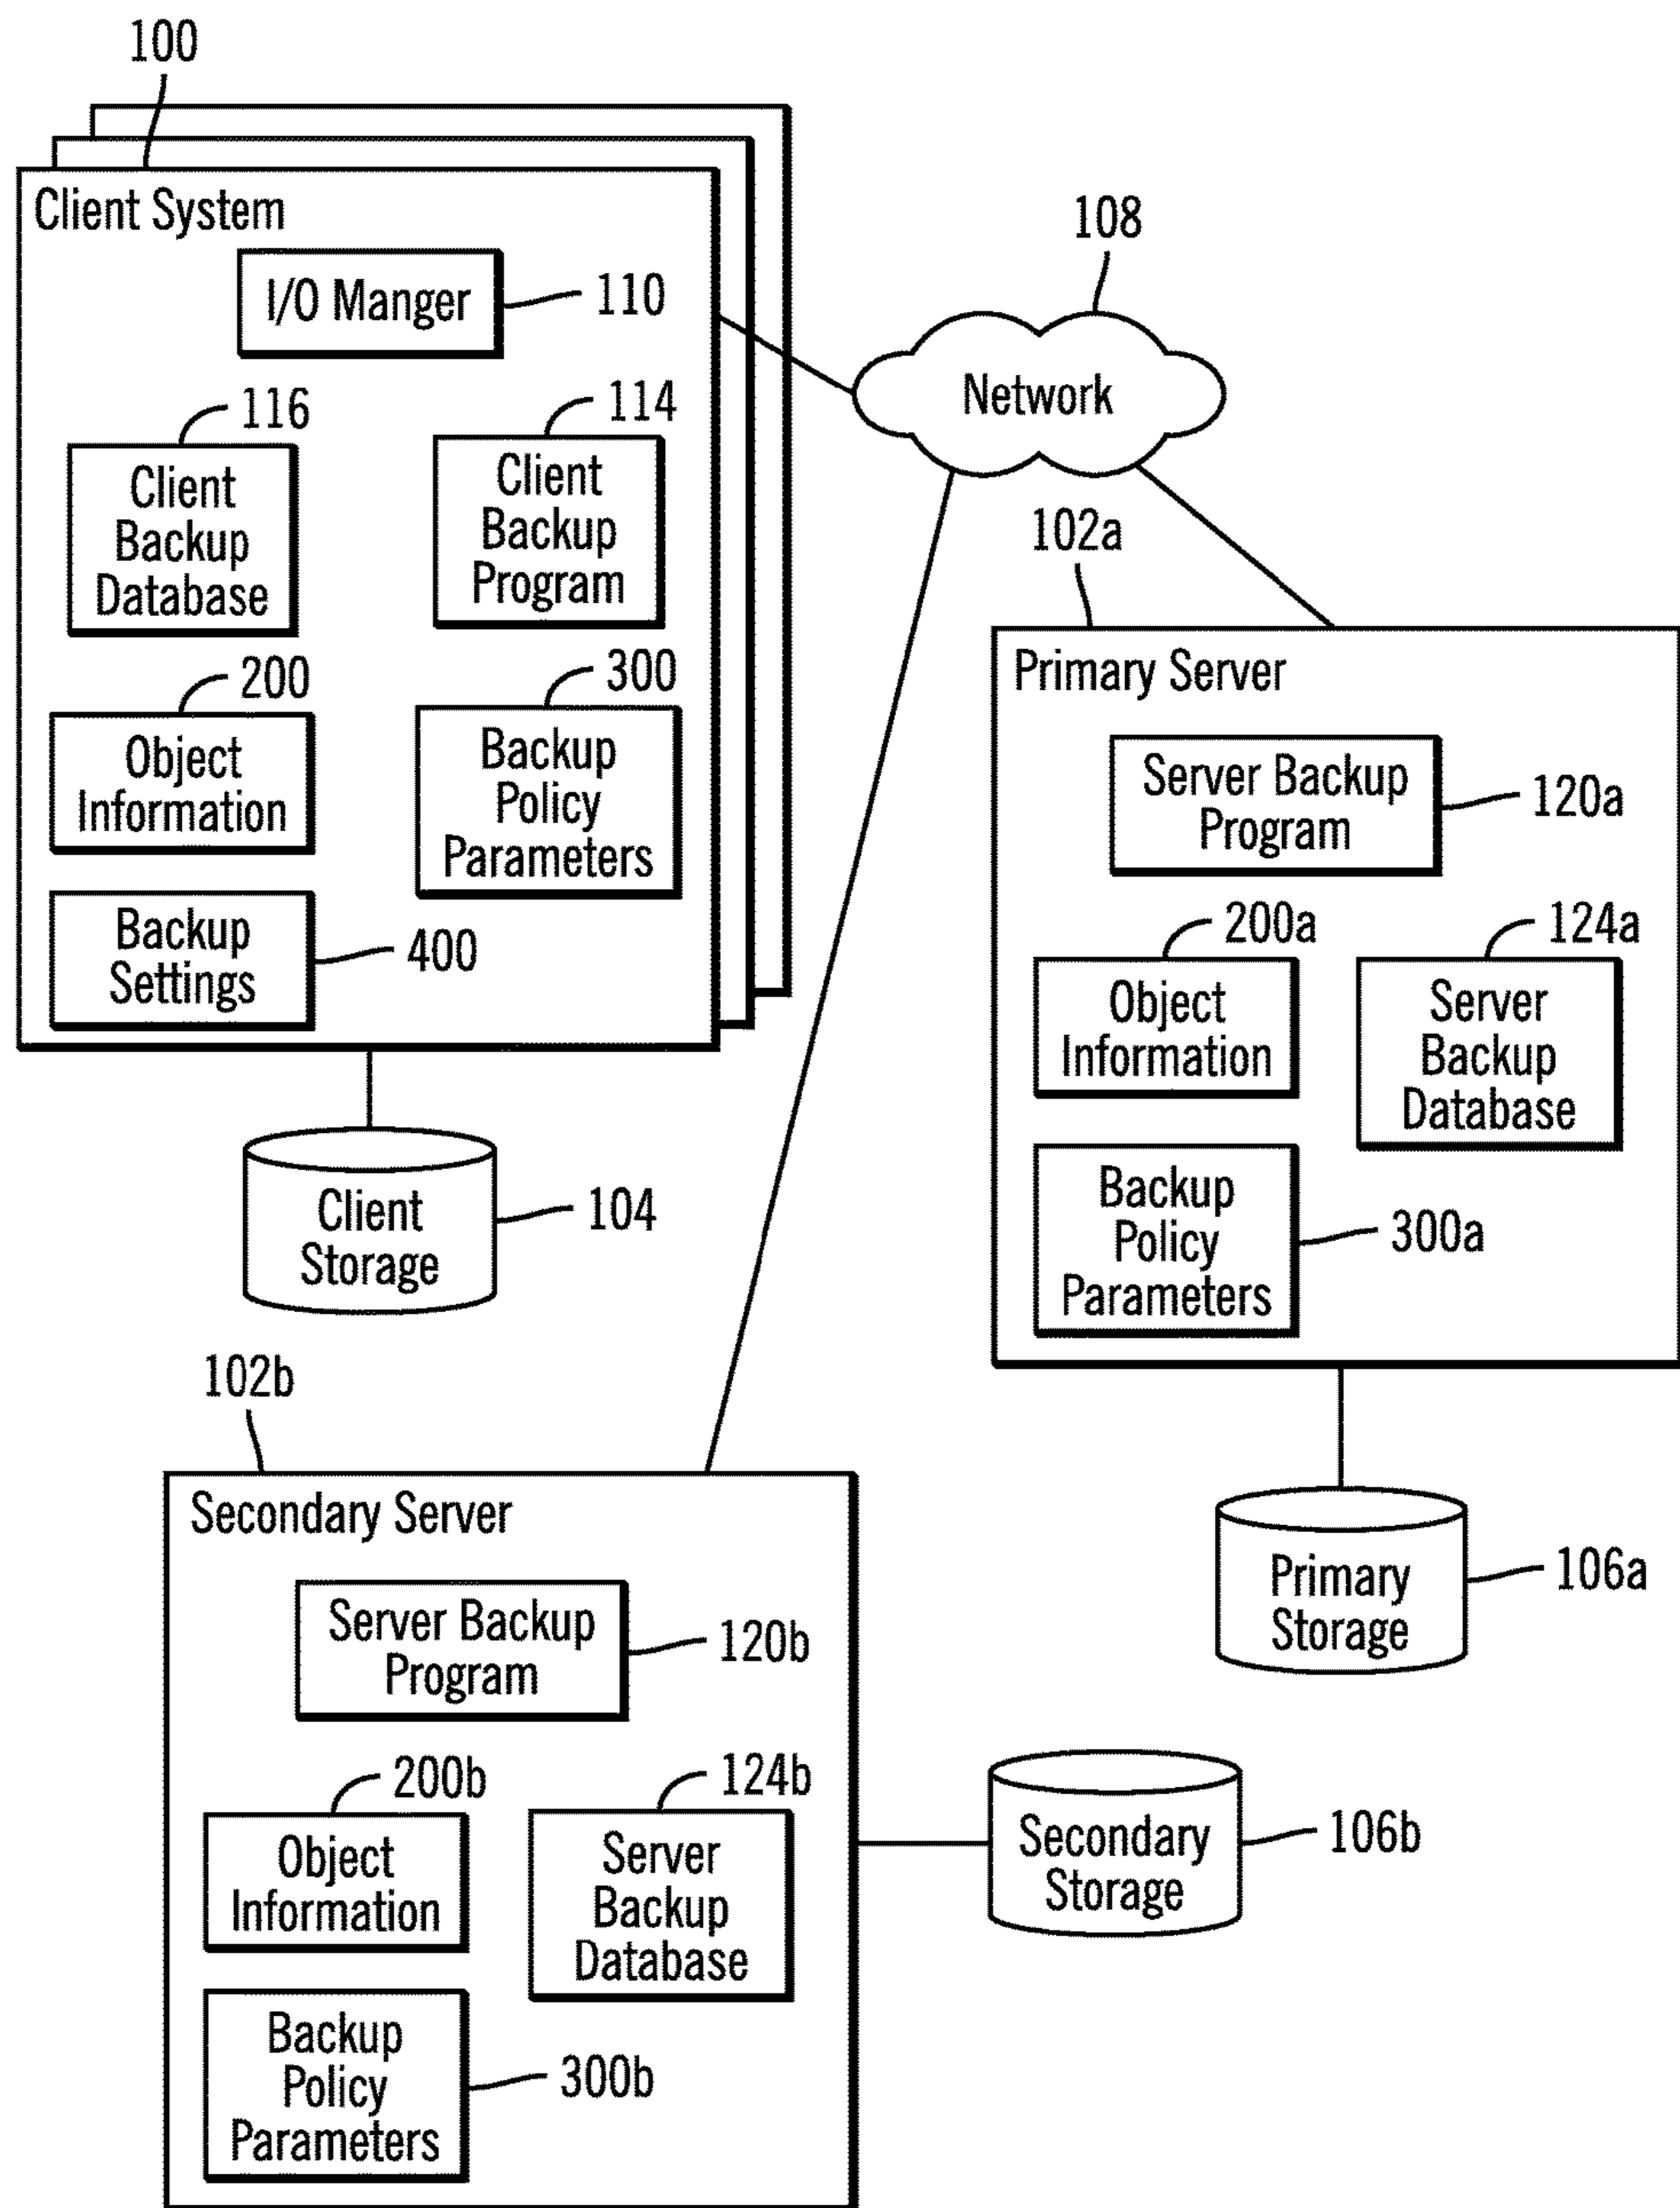 100
Client System
I/O Manger
110
116
Client
Backup
Database
114
Client
Backup
Program
200
Object
Information
300
Backup
Policy
Parameters
Backup
Settings
400
Client
Storage
104
108
Network
102a
Primary Server
Server Backup
Program
120a
200a
Object
Information
124a
Server
Backup
Database
Backup
Policy
Parameters
300a
Primary
Storage
106a
102b
Secondary Server
Server Backup
Program
120b
200b
Object
Information
124b
Server
Backup
Database
Backup
Policy
Parameters
300b
Secondary
Storage
106b